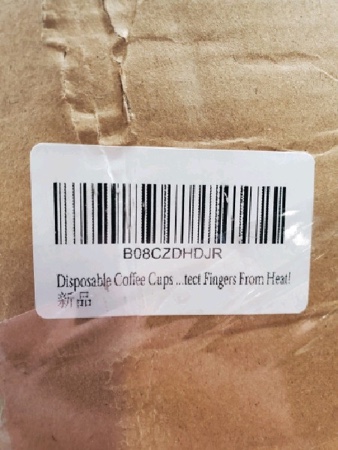 B08CZDHDJR
Disposable Coffee Cups ...tect Fingers From Heat!
新品